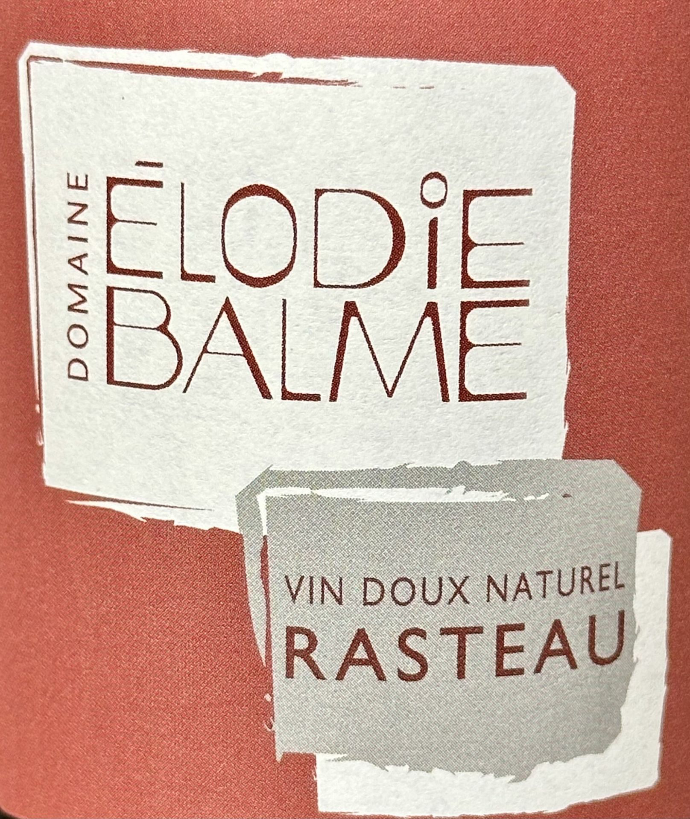 DOMAINE
ÉLODiE
BALME
VIN DOUX NATUREL
RASTEAU